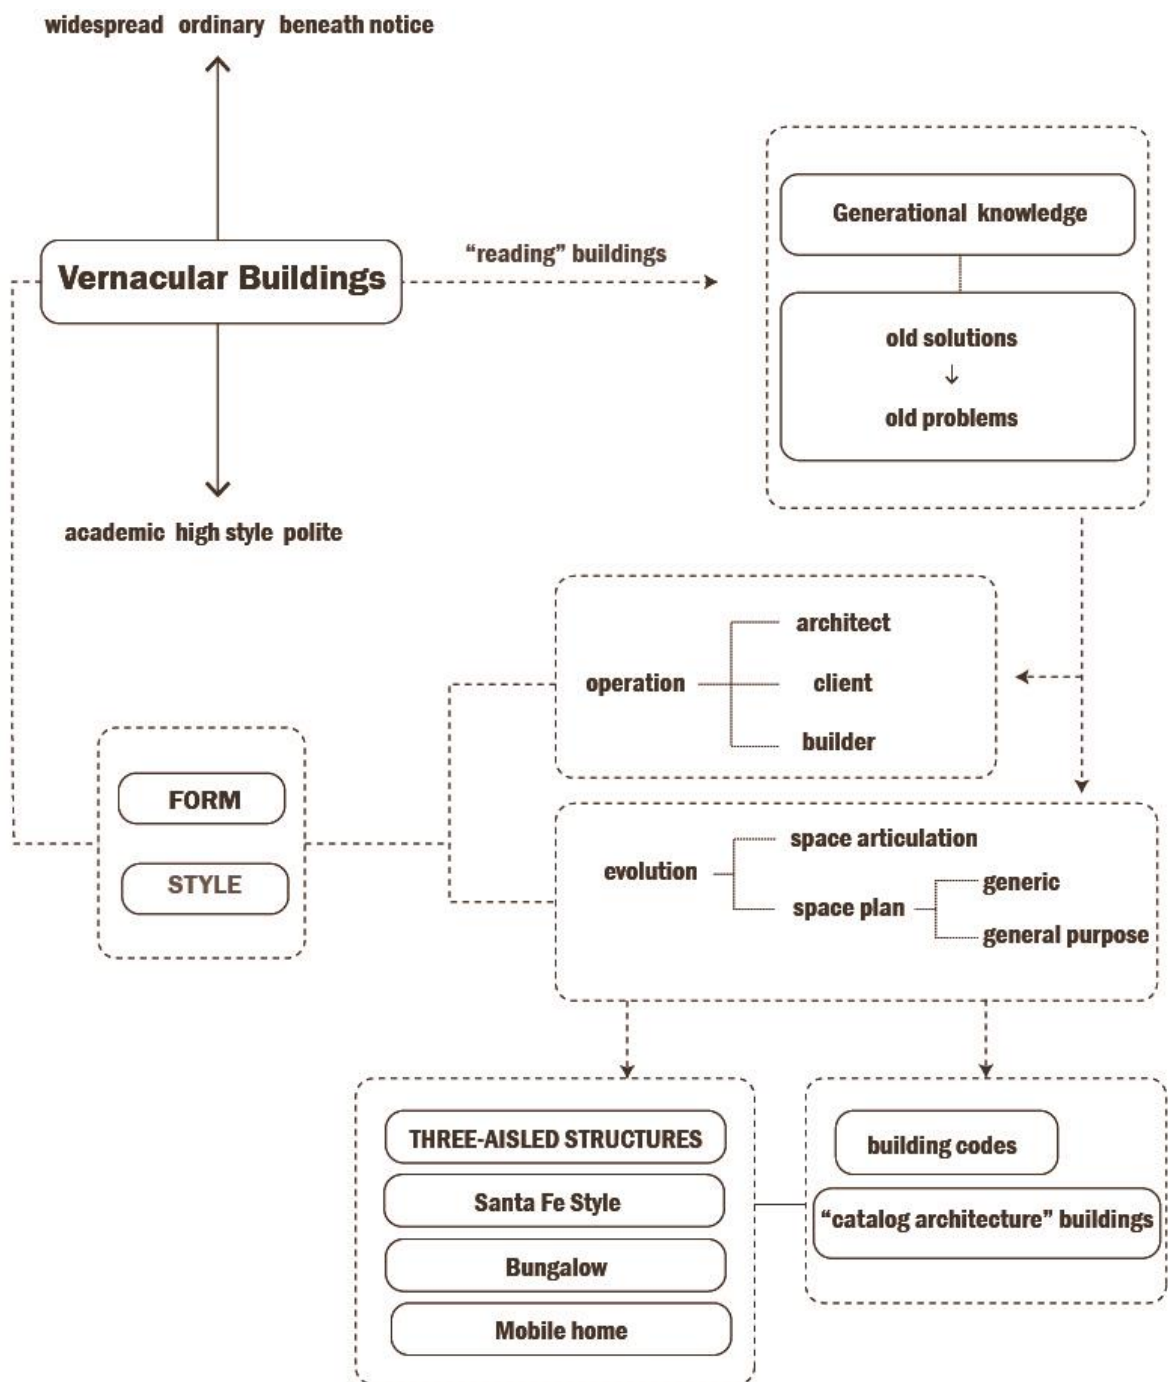 widespread ordinary beneath notice
Generational knowledge
"reading" buildings
Vernacular Buildings
old solutions
old problems
academic high style polite
architect
operation
client
builder
FORM
STYLE
space articulation
evolution
generic
space plan
general purpose
THREE-AISLED STRUCTURES
Santa Fe Style
Bungalow
Mobile home
building codes
"catalog architecture" buildings